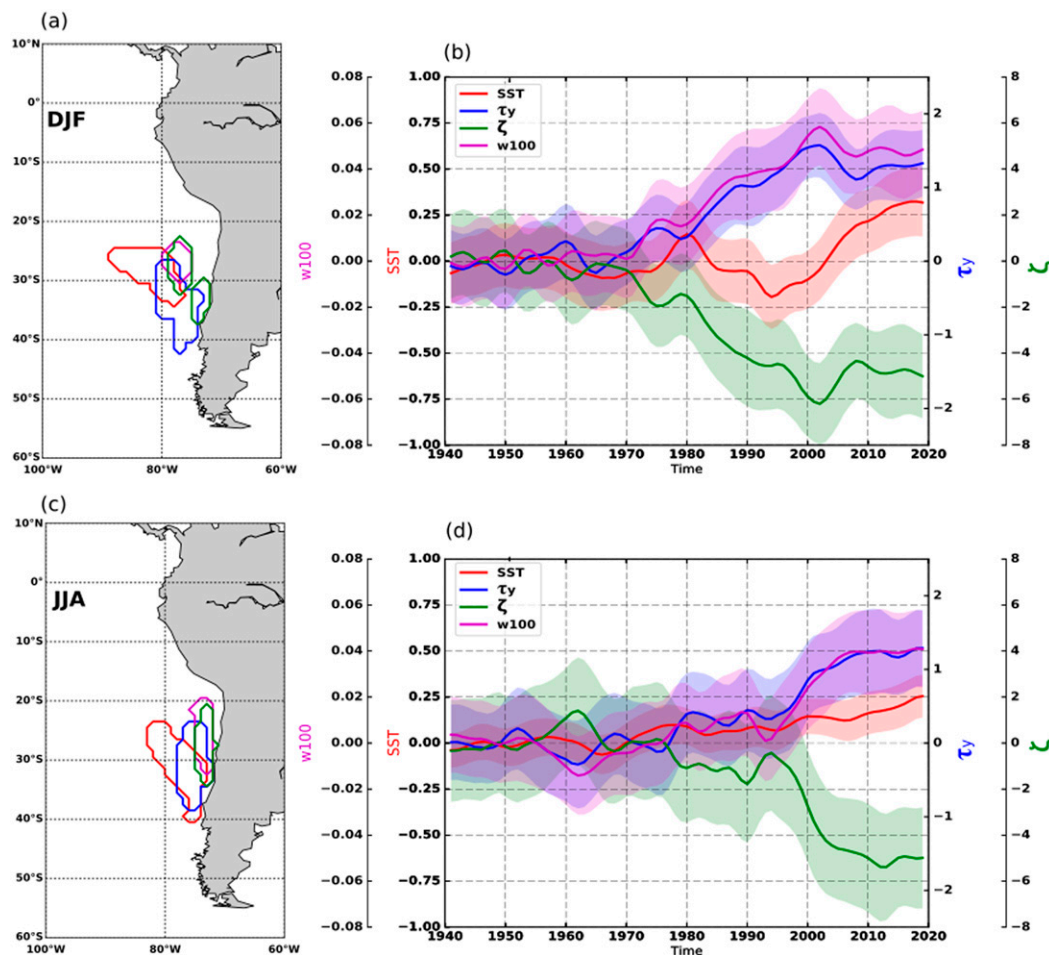 (a)
10°N
0°
10°S
20°S
30°S
40°S
50°S
60°S
100°W 80°W 60°W
DJF
(b)
w100
0.08
0.06
0.04
0.02
0.00
−0.02
−0.04
−0.06
−0.08
SST
1.00
0.75
0.50
0.25
0.00
−0.25
−0.50
−0.75
−1.00
SST
τy
ζ
w100
1940 1950 1960 1970 1980 1990 2000 2010 2020
Time
τy
2
1
0
−1
−2
ζ
8
6
4
2
0
−2
−4
−6
−8
(c)
10°N
0°
10°S
20°S
30°S
40°S
50°S
60°S
100°W 80°W 60°W
JJA
(d)
w100
0.08
0.06
0.04
0.02
0.00
−0.02
−0.04
−0.06
−0.08
SST
1.00
0.75
0.50
0.25
0.00
−0.25
−0.50
−0.75
−1.00
SST
τy
ζ
w100
1940 1950 1960 1970 1980 1990 2000 2010 2020
Time
τy
2
1
0
−1
−2
ζ
8
6
4
2
0
−2
−4
−6
−8